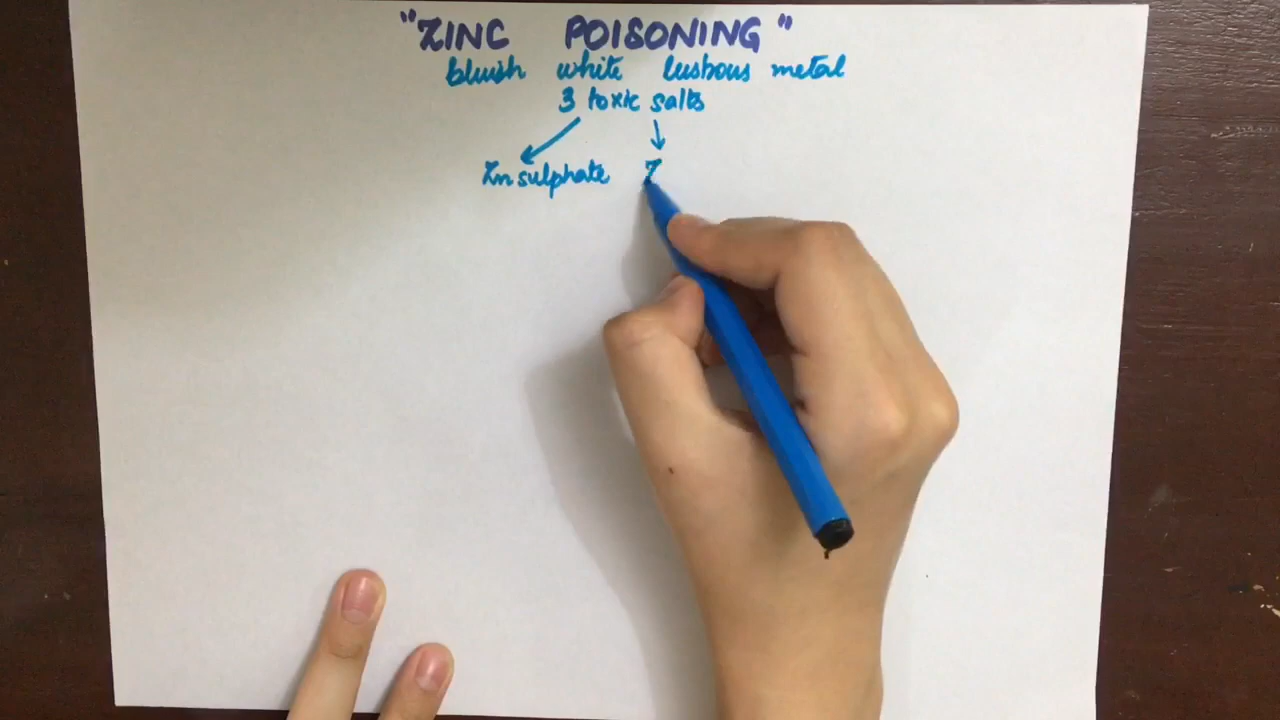 "ZINC POISONING"
bluish white lustrous metal
3 toxic salts
Zn sulphate Z